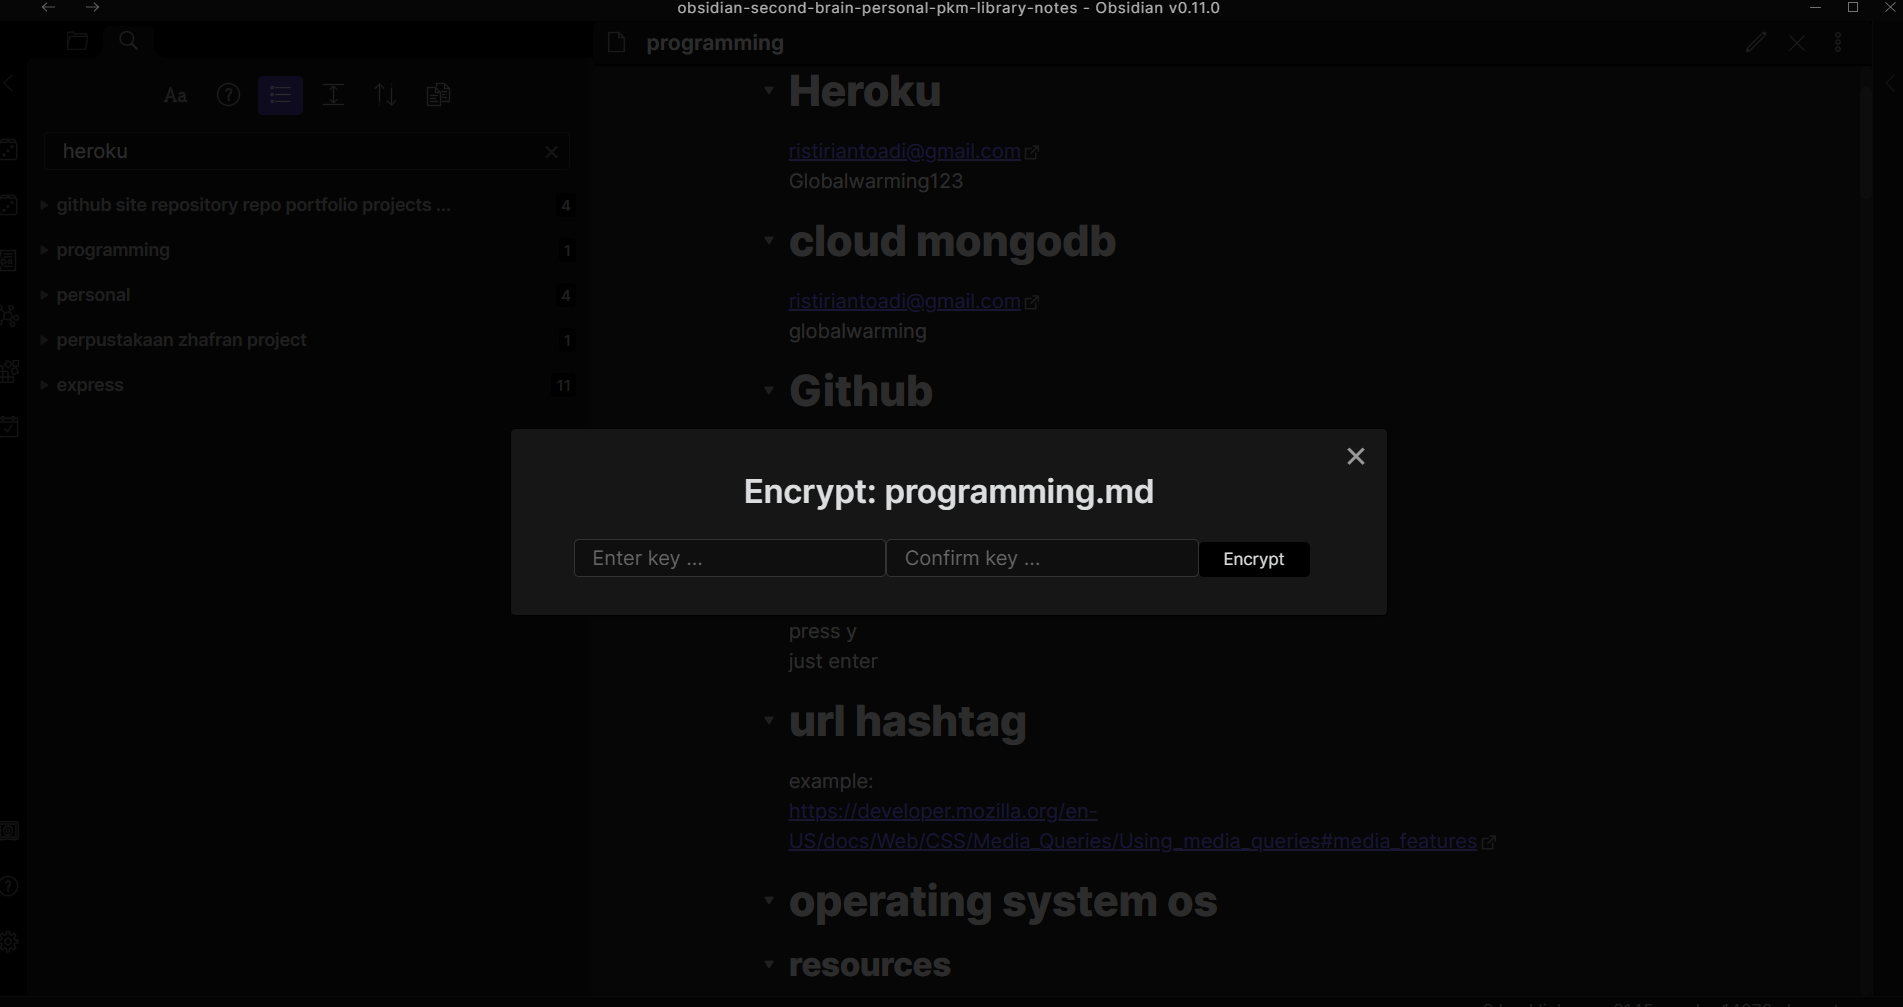 obsidian-second-brain-personal-pkm-library-notes - Obsidian v0.11.0
programming
Aa
heroku
github site repository repo portfolio projects ... 4
programming 1
personal 4
perpustakaan zhafran project 1
express 11
Heroku
ristiriantoadi@gmail.com
Globalwarming123
cloud mongodb
ristiriantoadi@gmail.com
globalwarming
Github
Encrypt: programming.md
Enter key ... Confirm key ... Encrypt
press y
just enter
url hashtag
example:
https://developer.mozilla.org/en-
US/docs/Web/CSS/Media_Queries/Using_media_queries#media_features
operating system os
resources